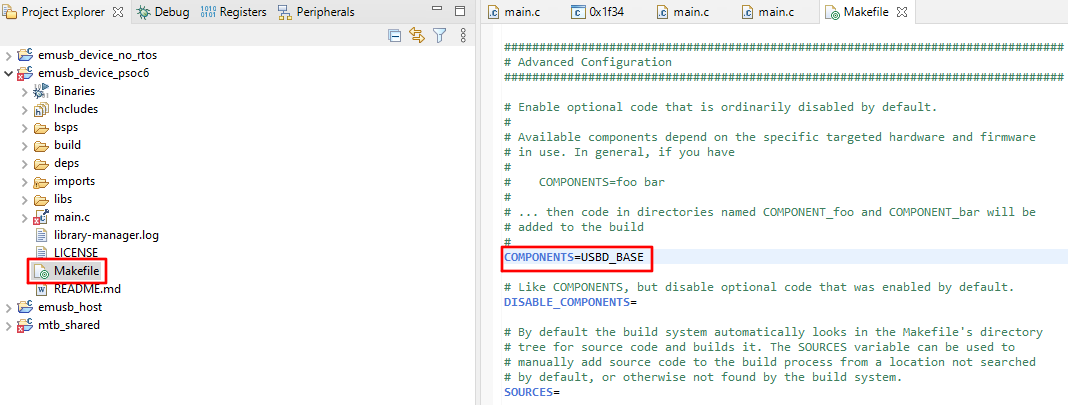 Project Explorer
Debug
Registers
Peripherals
emusb_device_no_rtos
emusb_device_psoc6
Binaries
Includes
bsps
build
deps
imports
libs
main.c
library-manager.log
LICENSE
Makefile
README.md
emusb_host
mtb_shared
main.c
0x1f34
main.c
main.c
Makefile
################################################################################
# Advanced Configuration
################################################################################
# Enable optional code that is ordinarily disabled by default.
#
# Available components depend on the specific targeted hardware and firmware
# in use. In general, if you have
#
#    COMPONENTS=foo bar
#
# ... then code in directories named COMPONENT_foo and COMPONENT_bar will be
# added to the build
#
COMPONENTS=USBD_BASE
# Like COMPONENTS, but disable optional code that was enabled by default.
DISABLE_COMPONENTS=
# By default the build system automatically looks in the Makefile's directory
# tree for source code and builds it. The SOURCES variable can be used to
# manually add source code to the build process from a location not searched
# by default, or otherwise not found by the build system.
SOURCES=